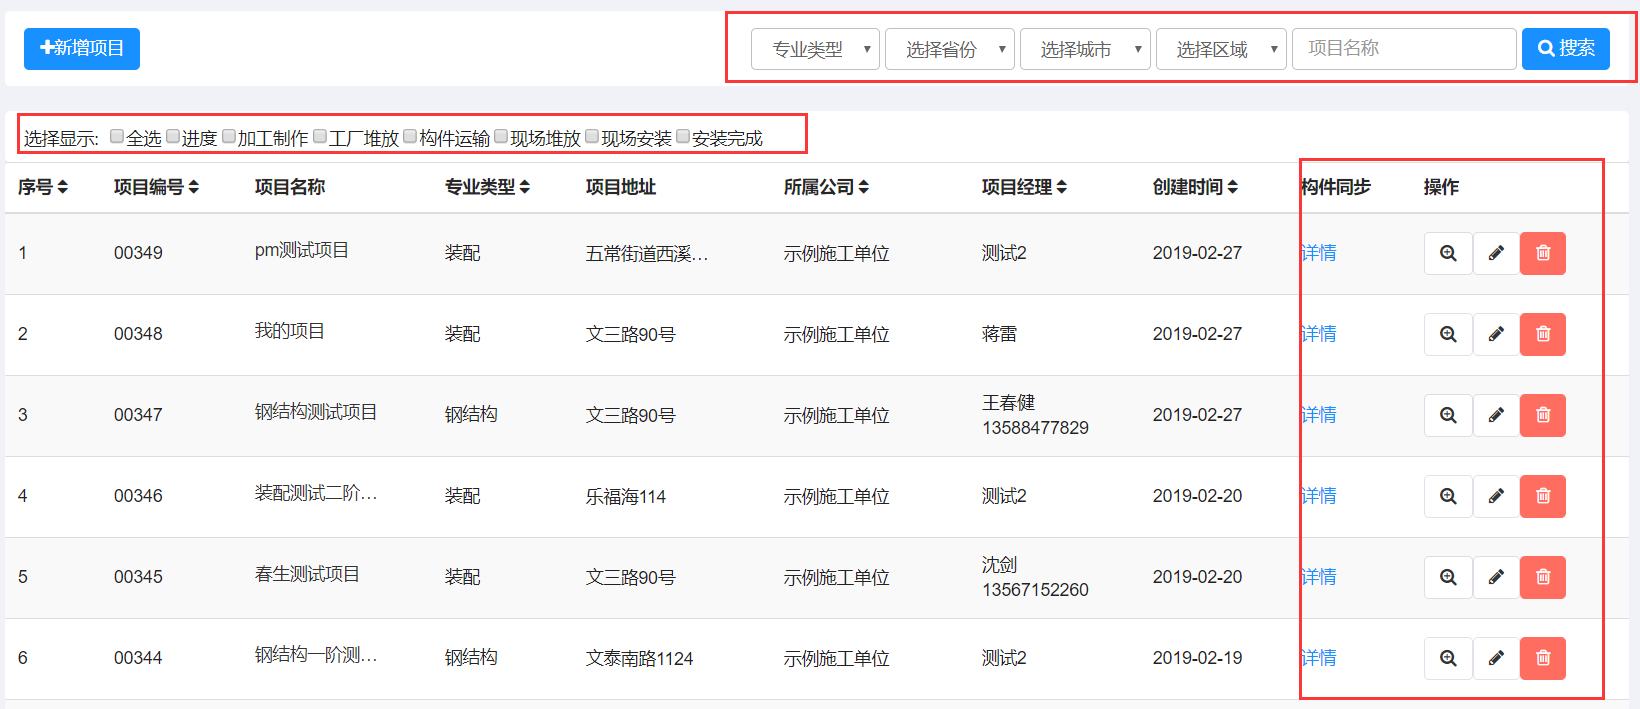 新增项目 专业类型 选择省份 选择城市 选择区域 项目名称 搜索
选择显示: 全选 进度 加工制作 工厂堆放 构件运输 现场堆放 现场安装 安装完成
序号 项目编号 项目名称 专业类型 项目地址 所属公司 项目经理 创建时间 构件同步 操作
1 00349 pm测试项目 装配 五常街道西溪... 示例施工单位 测试2 2019-02-27 详情
2 00348 我的项目 装配 文三路90号 示例施工单位 蒋雷 2019-02-27 详情
3 00347 钢结构测试项目 钢结构 文三路90号 示例施工单位 王春健 13588477829 2019-02-27 详情
4 00346 装配测试二阶... 装配 乐福海114 示例施工单位 测试2 2019-02-20 详情
5 00345 春生测试项目 装配 文三路90号 示例施工单位 沈剑 13567152260 2019-02-20 详情
6 00344 钢结构一阶测... 钢结构 文泰南路1124 示例施工单位 测试2 2019-02-19 详情